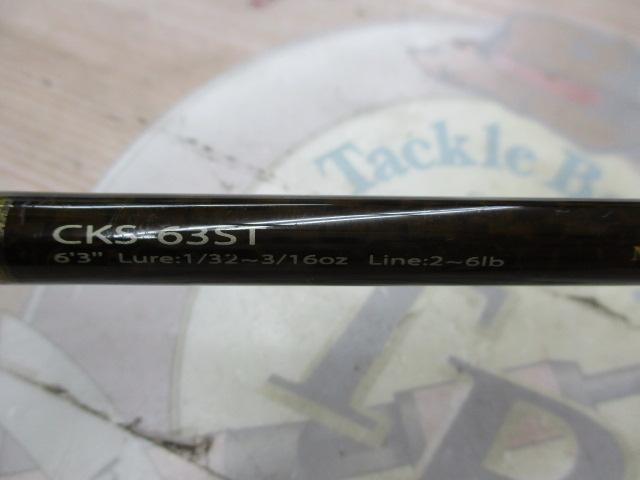 Tackle B
CKS-63ST
6'3" Lure:1/32~3/16oz Line:2~6lb